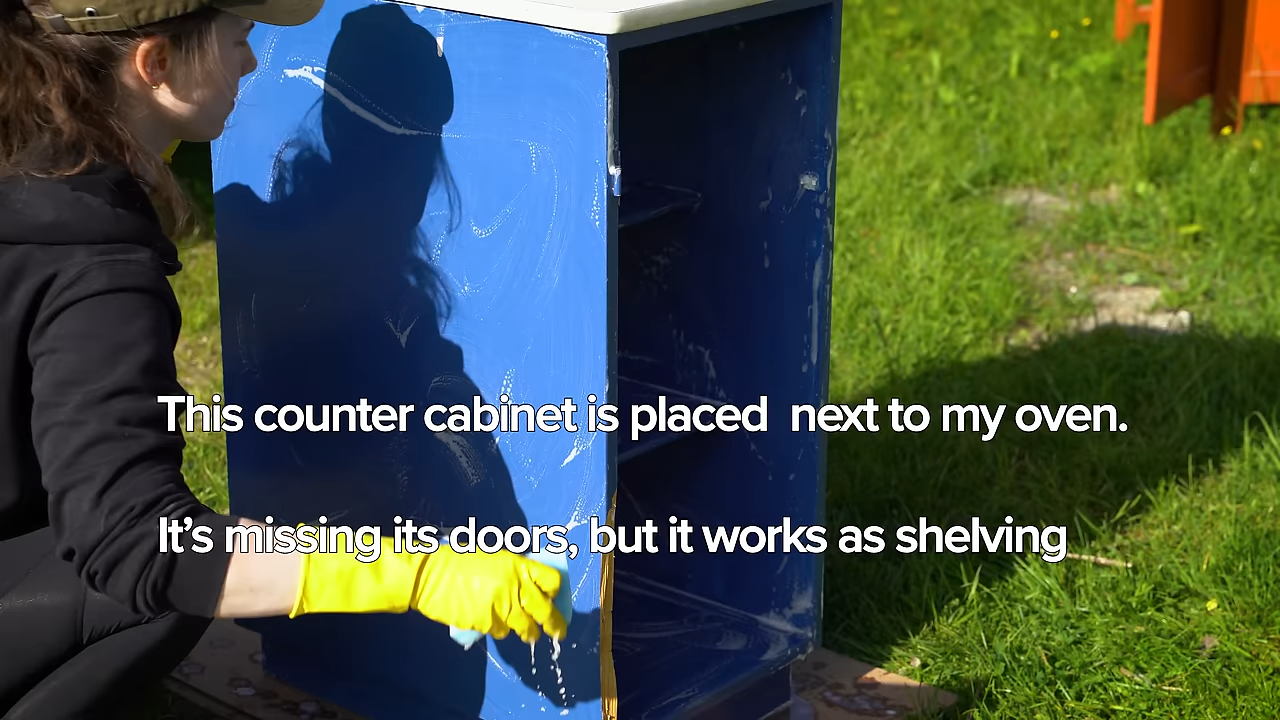 This counter cabinet is placed  next to my oven.
It’s missing its doors, but it works as shelving